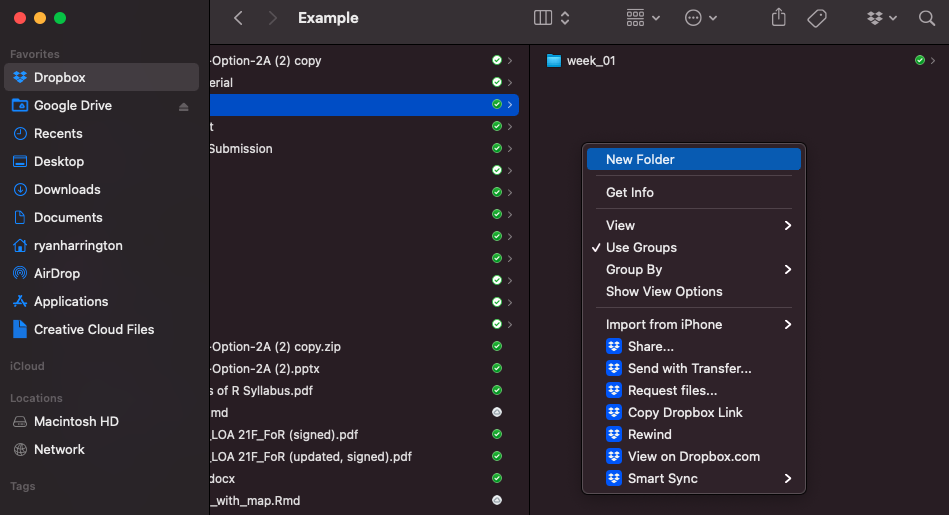 Example
Favorites
Dropbox
Google Drive
Recents
Desktop
Downloads
Documents
ryanharrington
AirDrop
Applications
Creative Cloud Files
iCloud
Locations
Macintosh HD
Network
Tags
-Option-2A (2) copy
erial
t
Submission
-Option-2A (2) copy.zip
-Option-2A (2).pptx
s of R Syllabus.pdf
md
_LOA 21F_FoR (signed).pdf
_LOA 21F_FoR (updated, signed).pdf
docx
_with_map.Rmd
week_01
New Folder
Get Info
View
Use Groups
Group By
Show View Options
Import from iPhone
Share...
Send with Transfer...
Request files...
Copy Dropbox Link
Rewind
View on Dropbox.com
Smart Sync